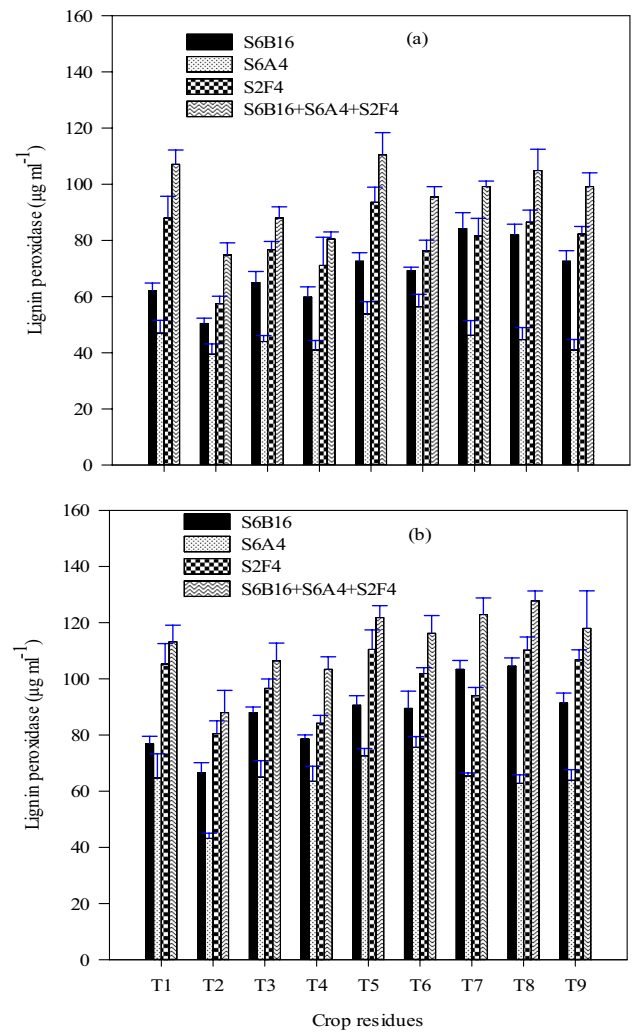 160
140
120
100
80
60
40
20
0
Lignin peroxidase (µg ml-1)
(a)
S6B16
S6A4
S2F4
S6B16+S6A4+S2F4
160
140
120
100
80
60
40
20
0
Lignin peroxidase (µg ml-1)
(b)
S6B16
S6A4
S2F4
S6B16+S6A4+S2F4
T1 T2 T3 T4 T5 T6 T7 T8 T9
Crop residues